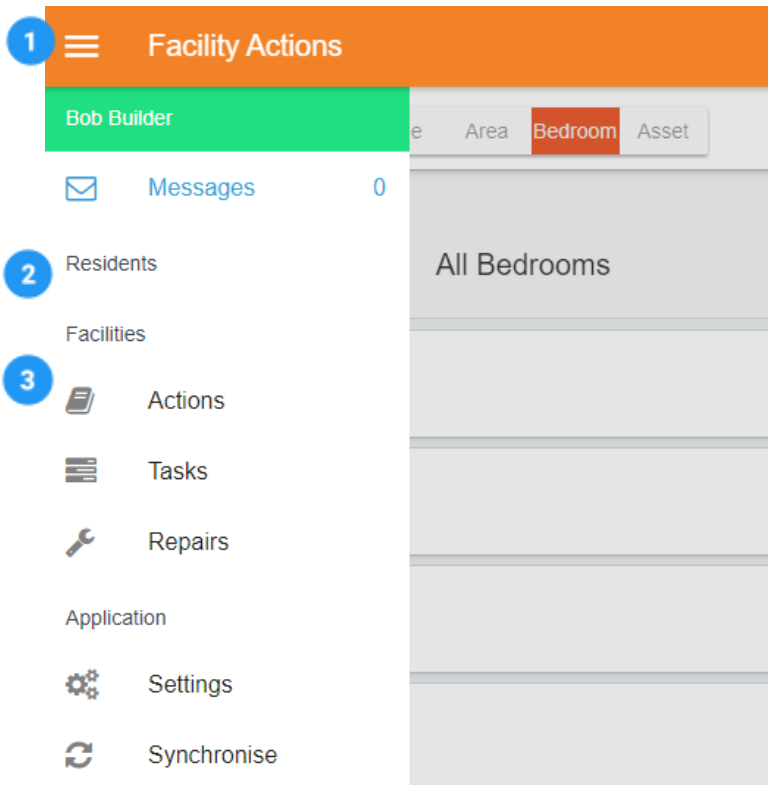 1 Facility Actions
Bob Builder
e Area Bedroom Asset
Messages 0
2 Residents
All Bedrooms
Facilities
3 Actions
Tasks
Repairs
Application
Settings
Synchronise